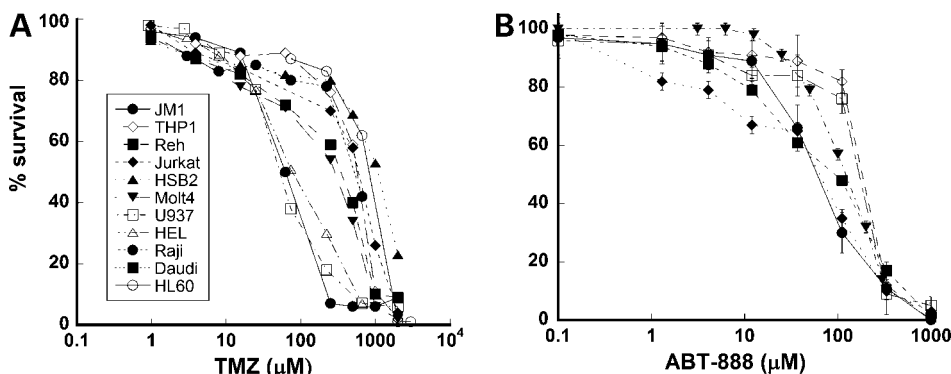 A
% survival
100
80
60
40
20
0
JM1
THP1
Reh
Jurkat
HSB2
Molt4
U937
HEL
Raji
Daudi
HL60
0.1 1 10 100 1000 10⁴
TMZ (µM)
B
100
80
60
40
20
0
0.1 1 10 100 1000
ABT-888 (µM)